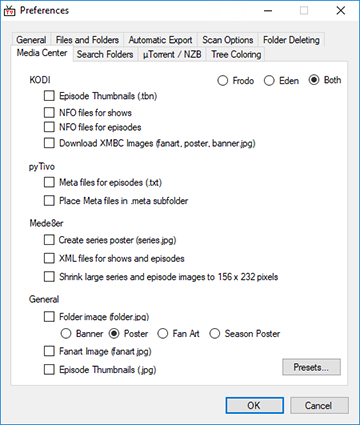 Preferences
General Files and Folders Automatic Export Scan Options Folder Deleting
Media Center Search Folders µTorrent / NZB Tree Coloring
KODI Frodo Eden Both
Episode Thumbnails (.tbn)
NFO files for shows
NFO files for episodes
Download XMBC Images (fanart, poster, banner.jpg)
pyTivo
Meta files for episodes (.txt)
Place Meta files in .meta subfolder
Mede8er
Create series poster (series.jpg)
XML files for shows and episodes
Shrink large series and episode images to 156 x 232 pixels
General
Folder image (folder.jpg)
Banner Poster Fan Art Season Poster
Fanart Image (fanart.jpg)
Episode Thumbnails (.jpg)
Presets...
OK Cancel